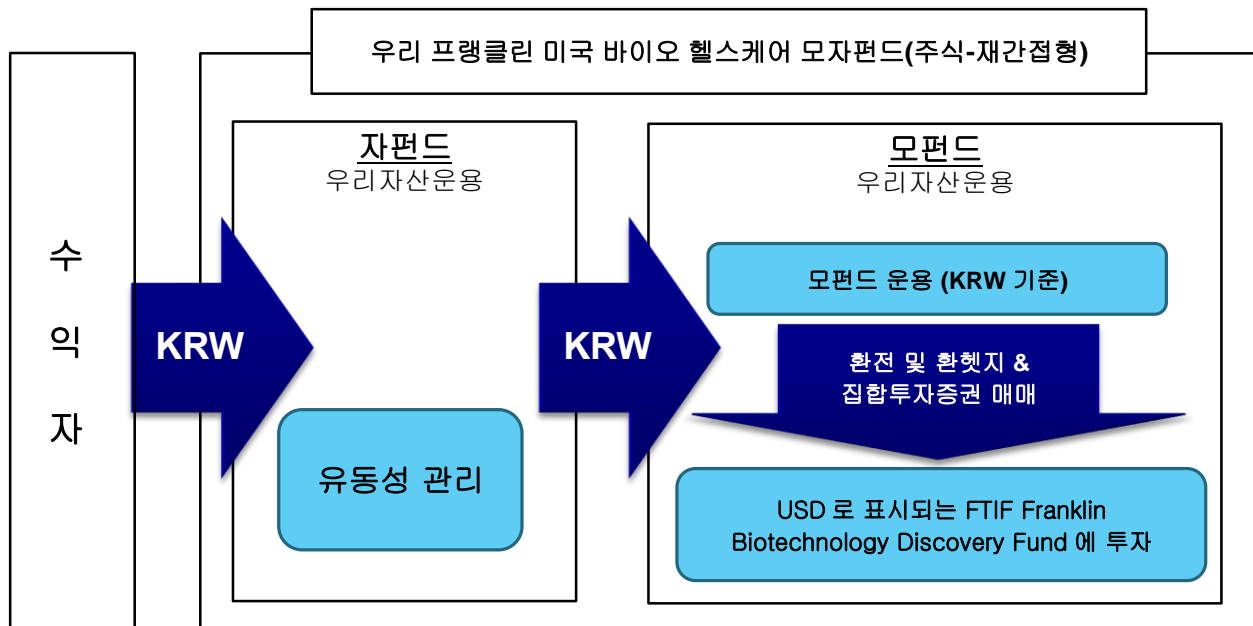 우리 프랭클린 미국 바이오 헬스케어 모자펀드(주식-재간접형)
수
익
자
KRW
자펀드
우리자산운용
유동성 관리
KRW
모펀드
우리자산운용
모펀드 운용 (KRW 기준)
환전 및 환헷지 &
집합투자증권 매매
USD 로 표시되는 FTIF Franklin
Biotechnology Discovery Fund 에 투자